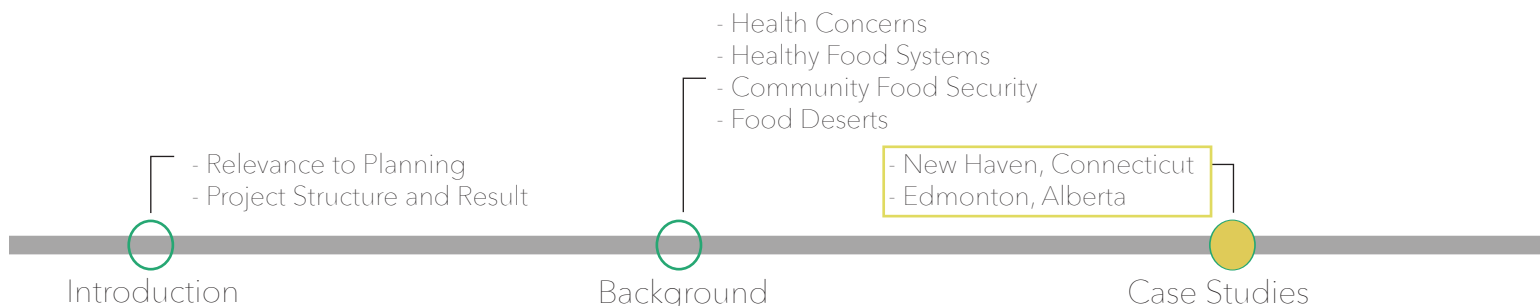 - Health Concerns
- Healthy Food Systems
- Community Food Security
- Food Deserts
- Relevance to Planning
- Project Structure and Result
- New Haven, Connecticut
- Edmonton, Alberta
Introduction
Background
Case Studies